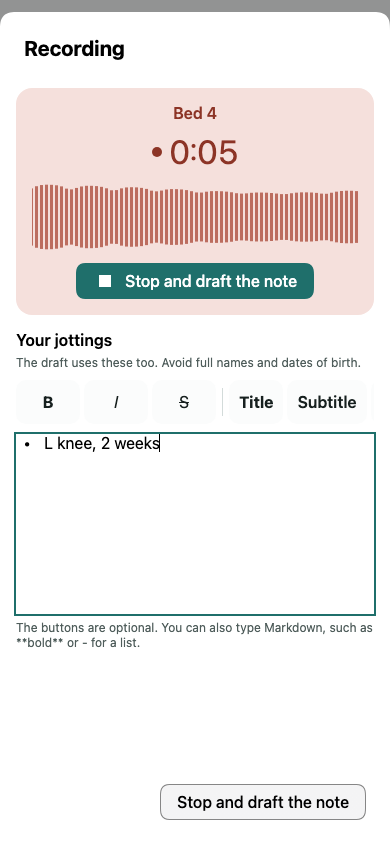 Recording
Bed 4
0:05
Stop and draft the note
Your jottings
The draft uses these too. Avoid full names and dates of birth.
B I S Title Subtitle
• L knee, 2 weeks
The buttons are optional. You can also type Markdown, such as
**bold** or - for a list.
Stop and draft the note